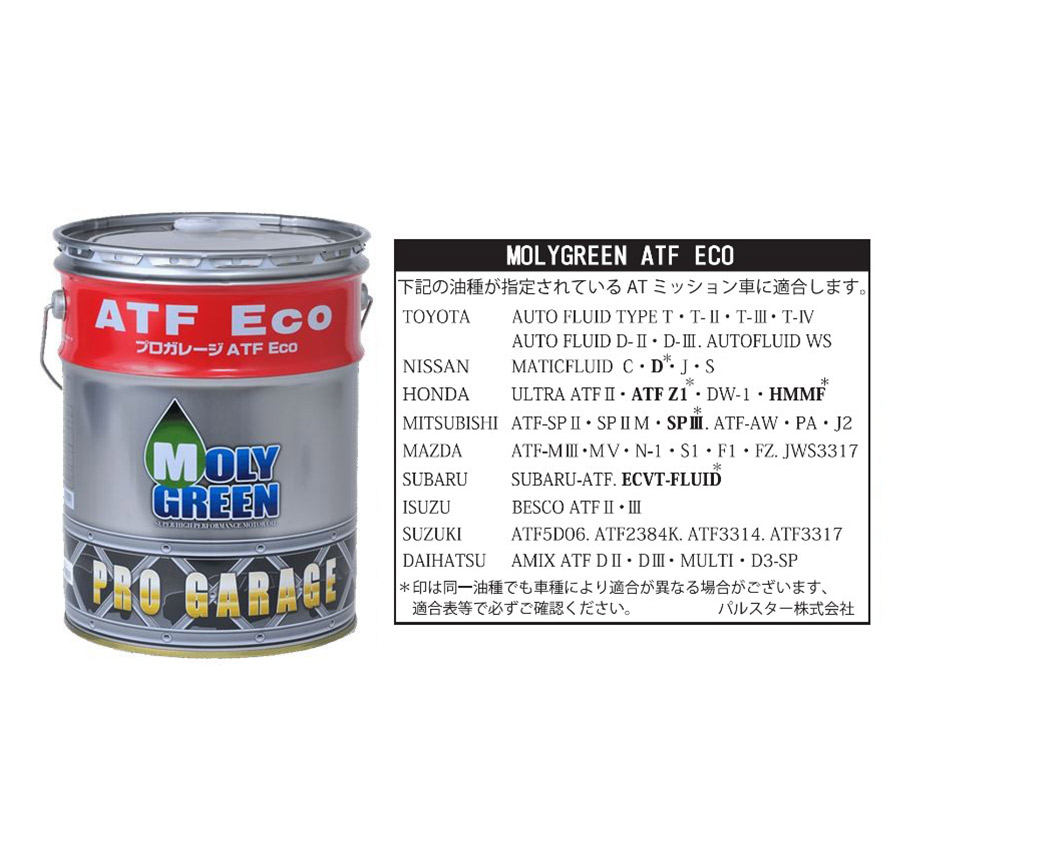 ATF Eco
プロガレージ ATF Eco
MOLY
GREEN
SUPER HIGH PERFORMANCE MOTOR OIL
PRO GARAGE
MOLYGREEN ATF ECO
下記の油種が指定されている AT ミッション車に適合します。
TOYOTA AUTO FLUID TYPE T・T-Ⅱ・T-Ⅲ・T-Ⅳ
AUTO FLUID D-Ⅱ・D-Ⅲ. AUTOFLUID WS
NISSAN MATICFLUID C・D*・J・S
HONDA ULTRA ATFⅡ・ATF Z1*・DW-1・HMMF*
MITSUBISHI ATF-SPⅡ・SPⅡM・SPⅢ*. ATF-AW・PA・J2
MAZDA ATF-MⅢ・MⅤ・N-1・S1・F1・FZ. JWS3317
SUBARU SUBARU-ATF. ECVT-FLUID*
ISUZU BESCO ATFⅡ・Ⅲ
SUZUKI ATF5D06. ATF2384K. ATF3314. ATF3317
DAIHATSU AMIX ATF DⅡ・DⅢ・MULTI・D3-SP
＊印は同一油種でも車種により適合が異なる場合がございます、
適合表等で必ずご確認ください。 パルスター株式会社